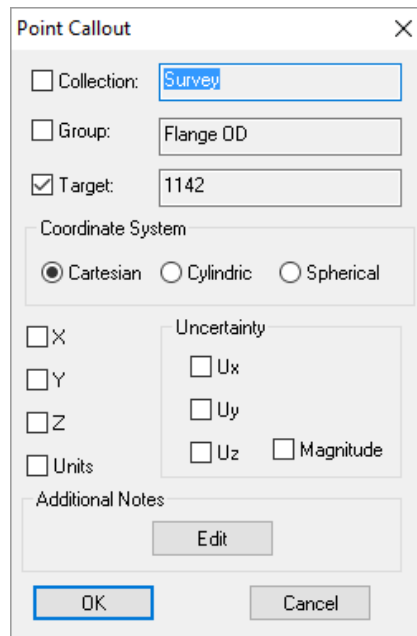 Point Callout
Collection: Survey
Group: Flange OD
Target: 1142
Coordinate System
Cartesian Cylindric Spherical
X
Y
Z
Units
Uncertainty
Ux
Uy
Uz Magnitude
Additional Notes
Edit
OK Cancel